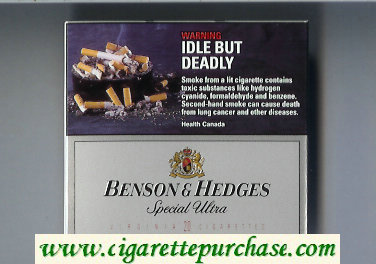 WARNING
IDLE BUT
DEADLY
Smoke from a lit cigarette contains
toxic substances like hydrogen
cyanide, formaldehyde and benzene.
Second-hand smoke can cause death
from lung cancer and other diseases.
Health Canada
BENSON & HEDGES
Special Ultra
20 CIGARETTES
www.cigarettepurchase.com